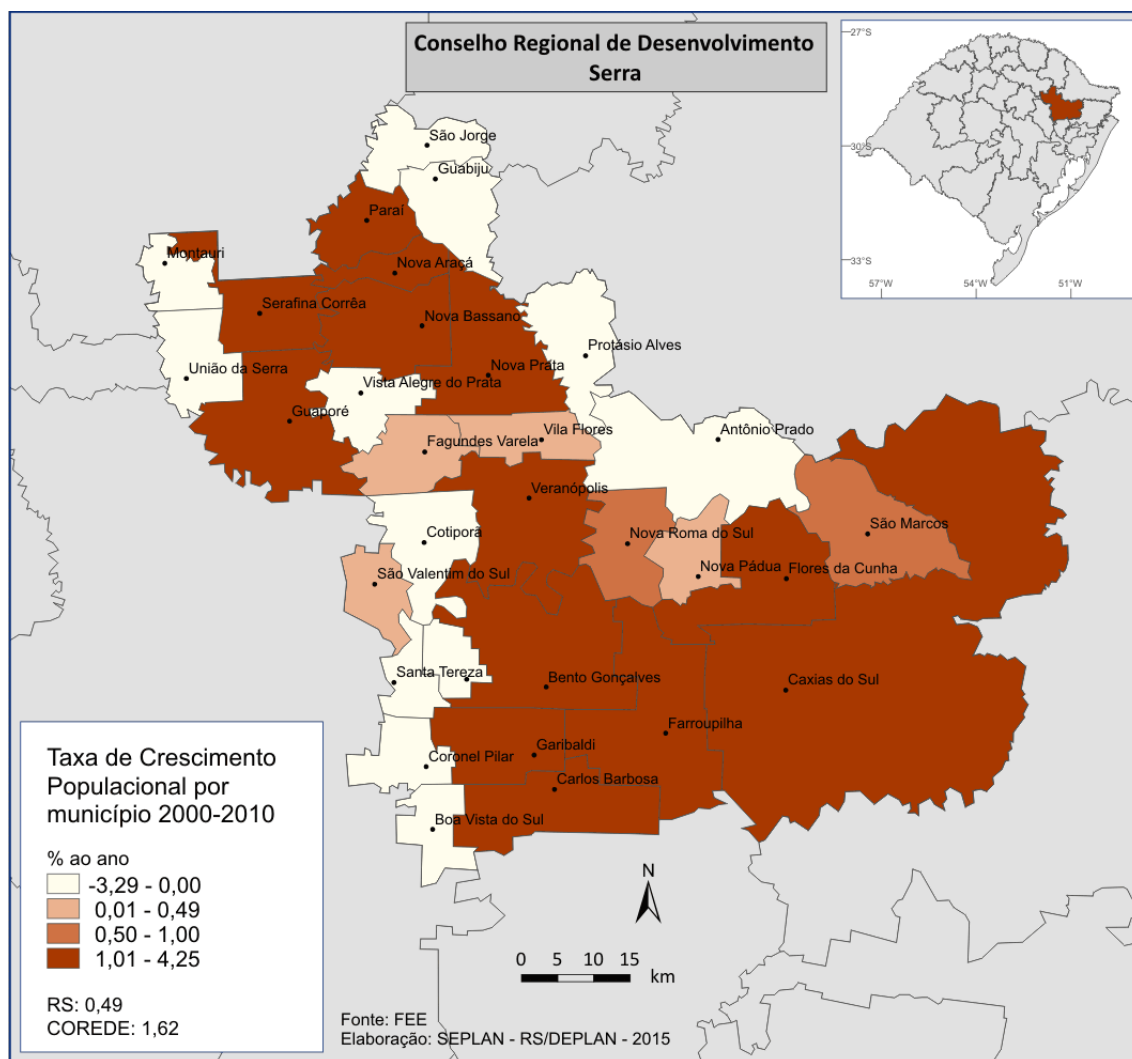 Conselho Regional de Desenvolvimento
Serra
27°S
30°S
33°S
57°W
54°W
51°W
São Jorge
Guabiju
Paraí
Montauri
Nova Araçá
Serafina Corrêa
Nova Bassano
Protásio Alves
União da Serra
Nova Prata
Vista Alegre do Prata
Guaporé
Vila Flores
Antônio Prado
Fagundes Varela
Veranópolis
São Marcos
Cotiporã
Nova Roma do Sul
São Valentim do Sul
Nova Pádua
Flores da Cunha
Santa Tereza
Bento Gonçalves
Caxias do Sul
Farroupilha
Coronel Pilar
Garibaldi
Carlos Barbosa
Boa Vista do Sul
Taxa de Crescimento
Populacional por
município 2000-2010
% ao ano
-3,29 - 0,00
0,01 - 0,49
0,50 - 1,00
1,01 - 4,25
RS: 0,49
COREDE: 1,62
N
0 5 10 15
km
Fonte: FEE
Elaboração: SEPLAN - RS/DEPLAN - 2015